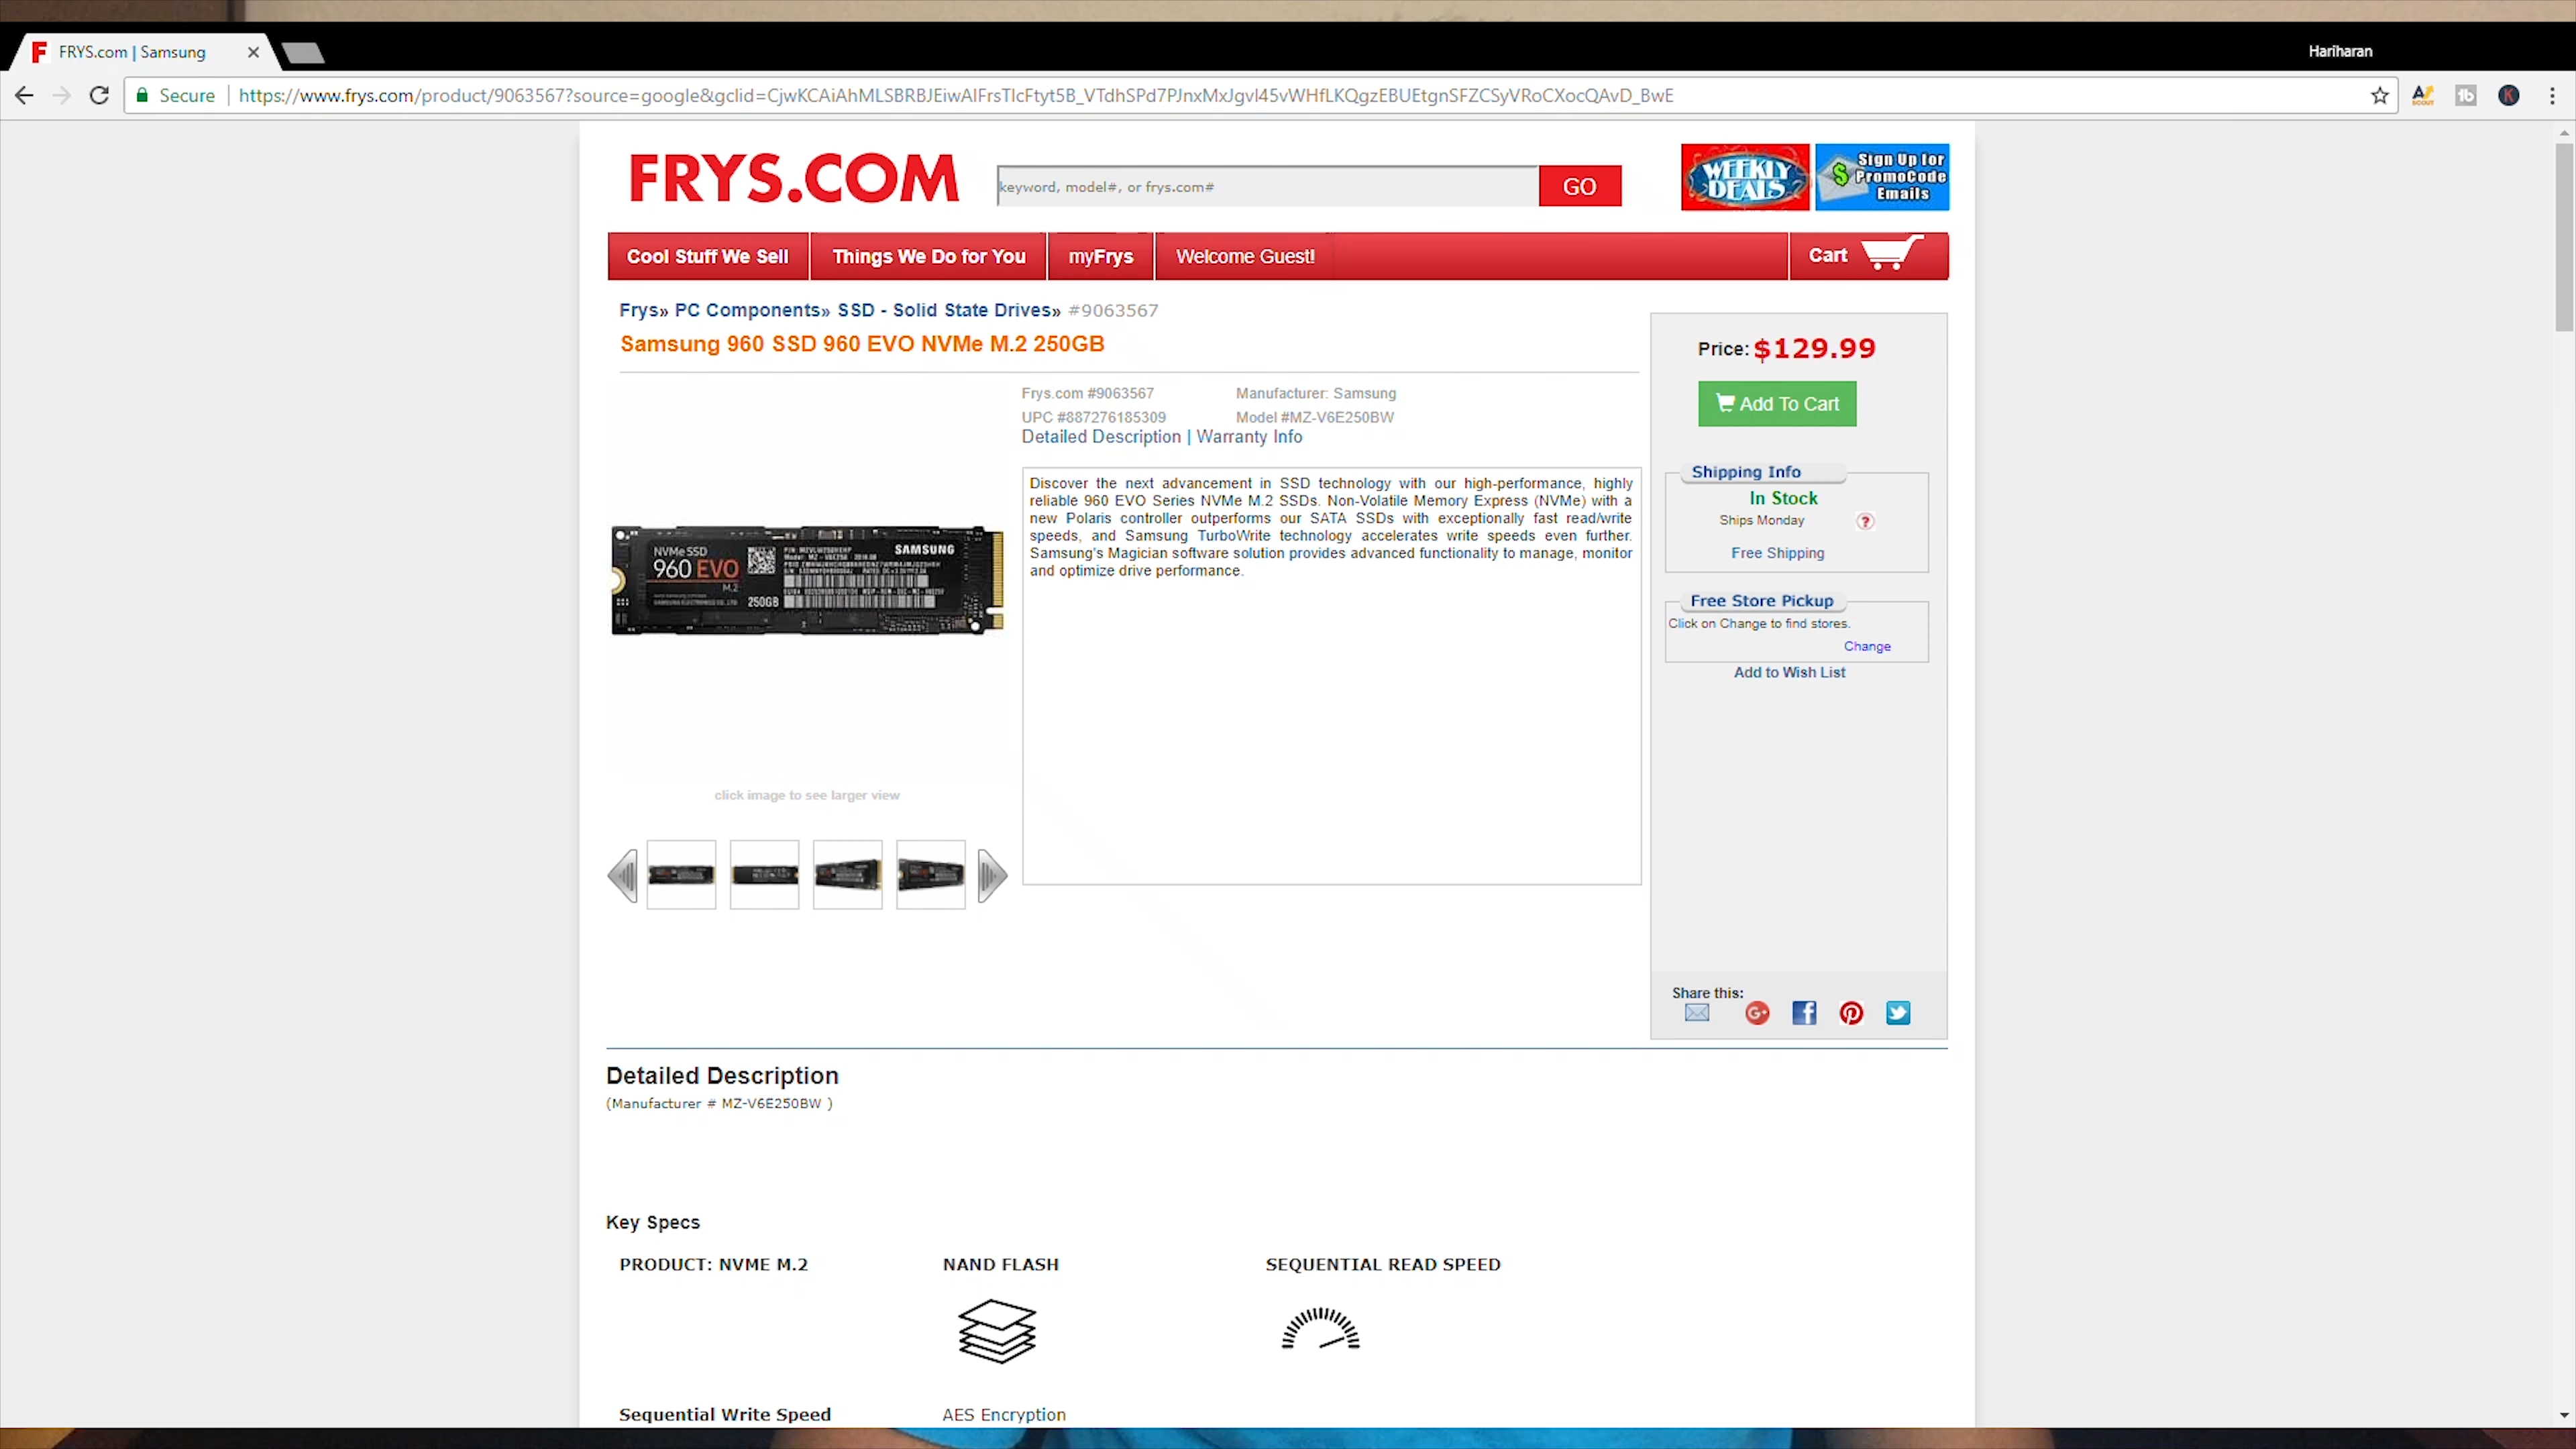 FRYS.com | Samsung
Hariharan
Secure
https://www.frys.com/product/9063567?source=google&gclid=CjwKCAiAhMLSBRBJEiwAlFrsTIcFtyt5B_VTdhSPd7PJnxMxJgvI45vWHfLKQgzEBUEtgnSFZCSyVRoCXocQAvD_BwE
FRYS.COM
keyword, model#, or frys.com#
GO
WEEKLY
DEALS
Sign Up for
PromoCode
Emails
Cool Stuff We Sell
Things We Do for You
myFrys
Welcome Guest!
Cart
Frys» PC Components» SSD - Solid State Drives» #9063567
Samsung 960 SSD 960 EVO NVMe M.2 250GB
Price: $129.99
Add To Cart
Frys.com #9063567
Manufacturer: Samsung
UPC #887276185309
Model #MZ-V6E250BW
Detailed Description | Warranty Info
Discover the next advancement in SSD technology with our high-performance, highly
reliable 960 EVO Series NVMe M.2 SSDs. Non-Volatile Memory Express (NVMe) with a
new Polaris controller outperforms our SATA SSDs with exceptionally fast read/write
speeds, and Samsung TurboWrite technology accelerates write speeds even further.
Samsung's Magician software solution provides advanced functionality to manage, monitor
and optimize drive performance.
Shipping Info
In Stock
Ships Monday
?
Free Shipping
Free Store Pickup
Click on Change to find stores.
Change
Add to Wish List
NVMe SSD
960 EVO
M.2
SAMSUNG
250GB
click image to see larger view
Share this:
Detailed Description
(Manufacturer # MZ-V6E250BW )
Key Specs
PRODUCT: NVME M.2
NAND FLASH
SEQUENTIAL READ SPEED
Sequential Write Speed
AES Encryption